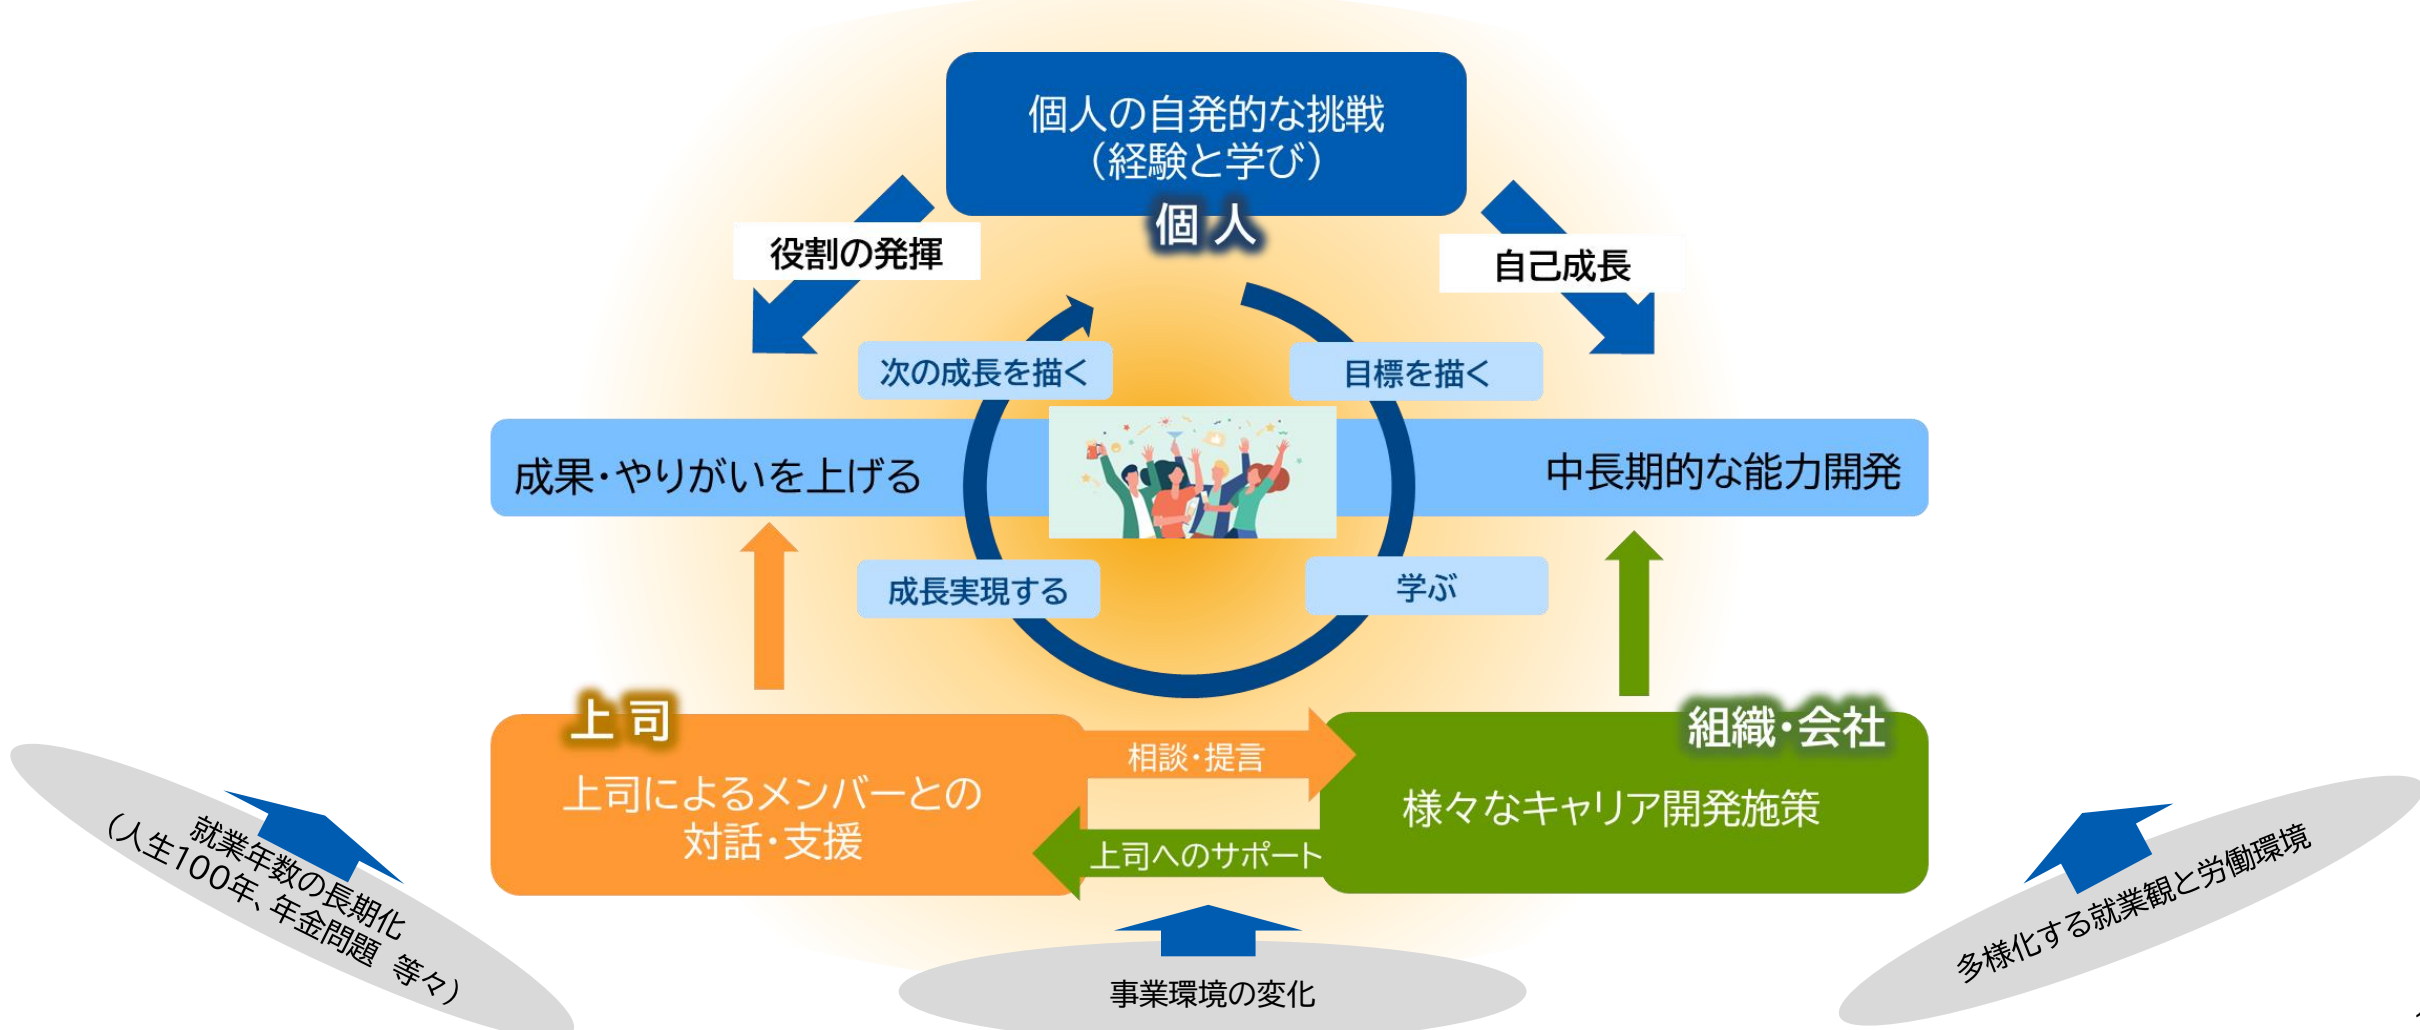 個人の自発的な挑戦
（経験と学び）
個 人
役割の発揮
自己成長
次の成長を描く
目標を描く
成果・やりがいを上げる
中長期的な能力開発
成長実現する
学ぶ
上 司
組織・会社
上司によるメンバーとの
対話・支援
相談・提言
上司へのサポート
様々なキャリア開発施策
就業年数の長期化
（人生100年、年金問題 等々）
事業環境の変化
多様化する就業観と労働環境